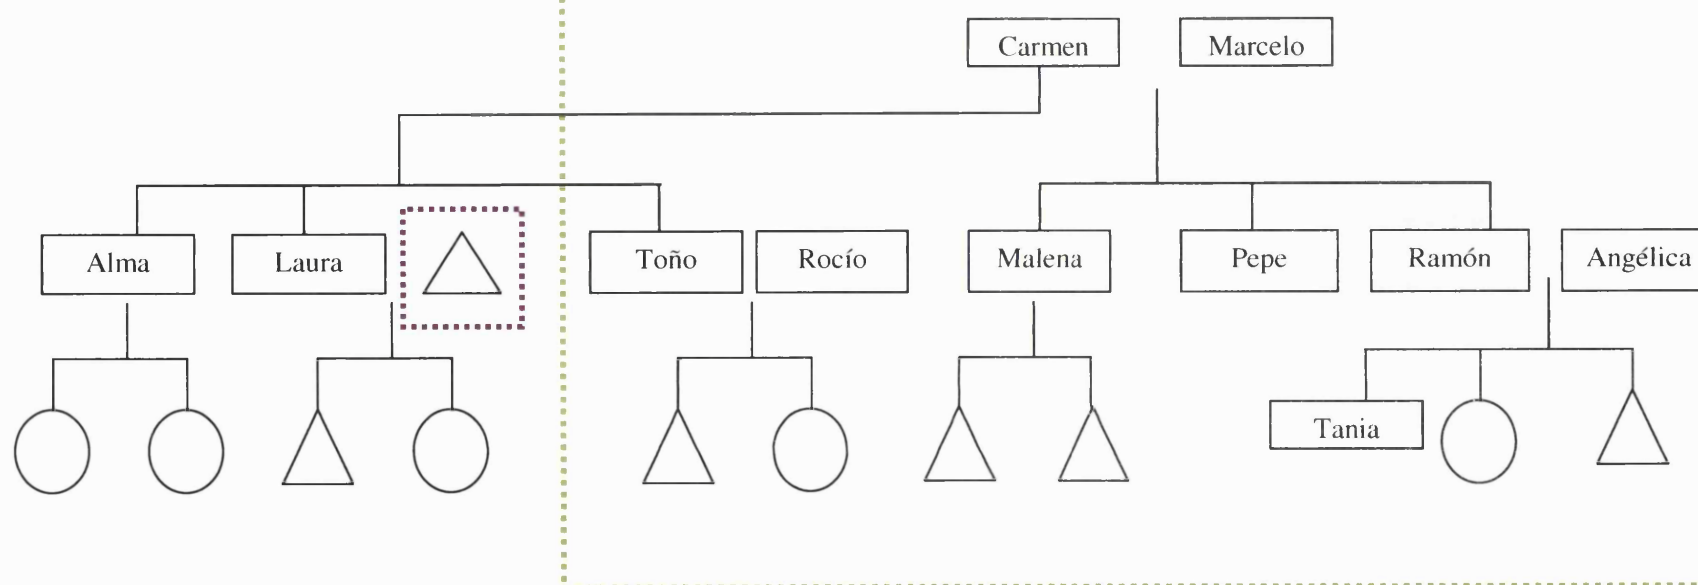 Carmen
Marcelo
Alma
Laura
Toño
Rocío
Malena
Pepe
Ramón
Angélica
Tania